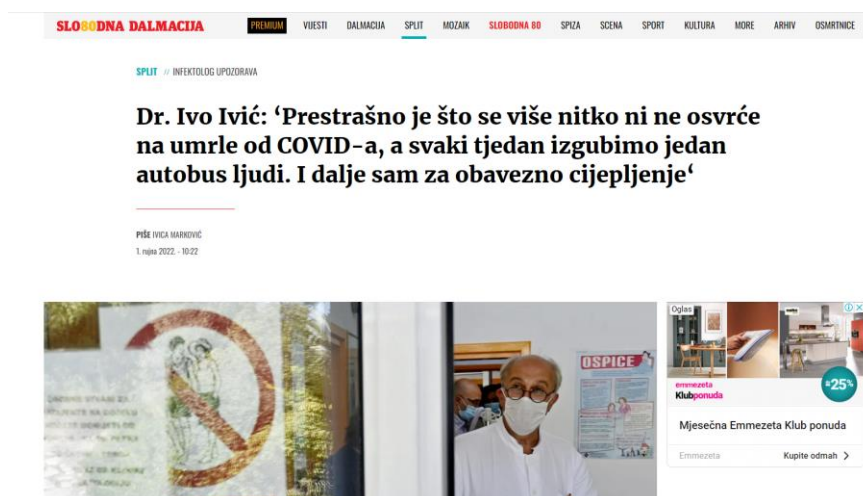 SLO80DNA DALMACIJA
PREMIUM VIJESTI DALMACIJA SPLIT MOZAIK SLOBODNA 80 SPIZA SCENA SPORT KULTURA MORE ARHIV OSMRTNICE
SPLIT // INFEKTOLOG UPOZORAVA
Dr. Ivo Ivić: ‘Prestrašno je što se više nitko ni ne osvrće
na umrle od COVID-a, a svaki tjedan izgubimo jedan
autobus ljudi. I dalje sam za obavezno cijepljenje‘
PIŠE IVICA MARKOVIĆ
1. rujna 2022. - 10:22
OSPICE
Oglas
emmezeta
Klubponuda
25%
Mjesečna Emmezeta Klub ponuda
Emmezeta Kupite odmah >